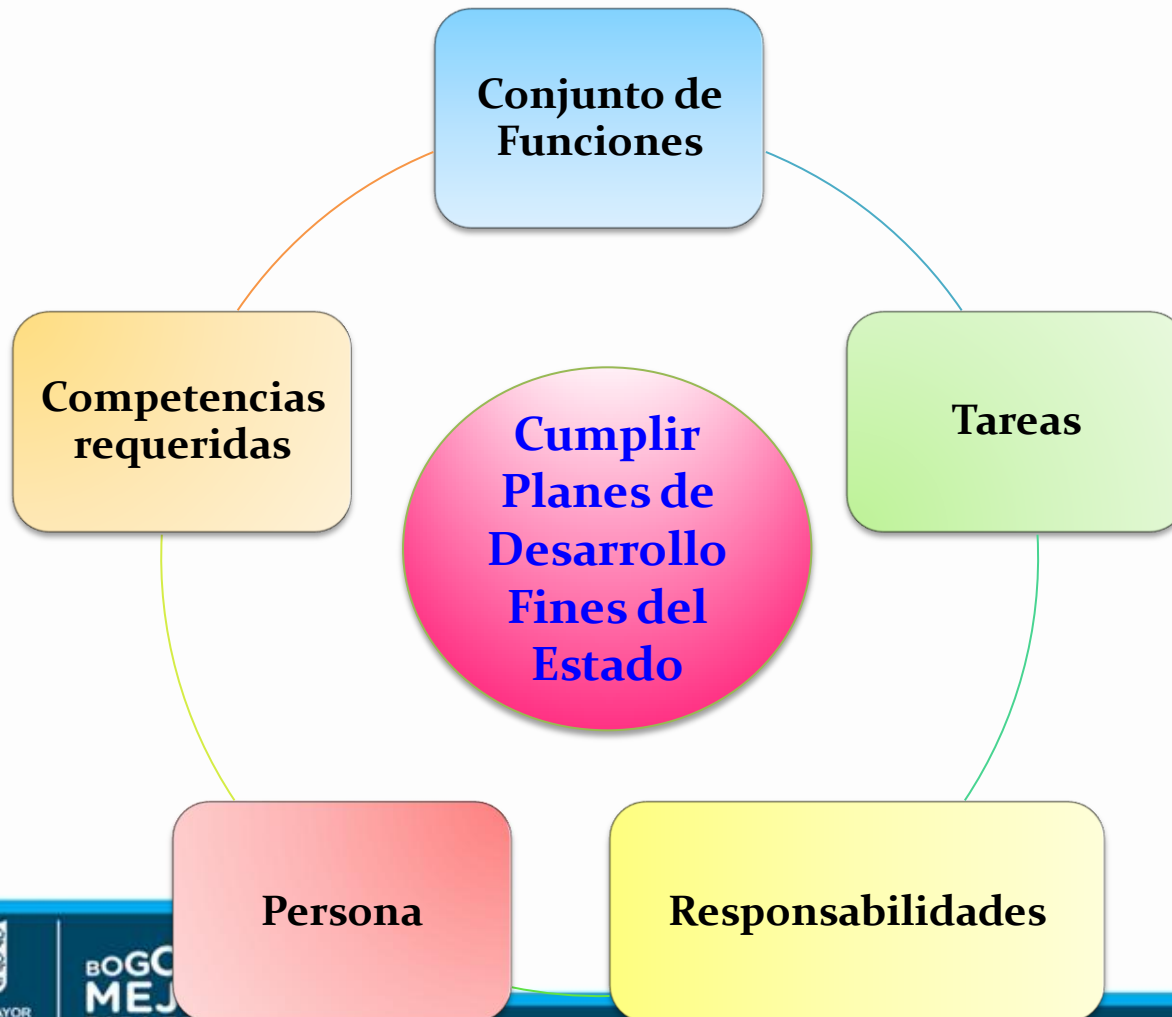 Conjunto de
Funciones
Competencias
requeridas
Tareas
Cumplir
Planes de
Desarrollo
Fines del
Estado
Persona
Responsabilidades